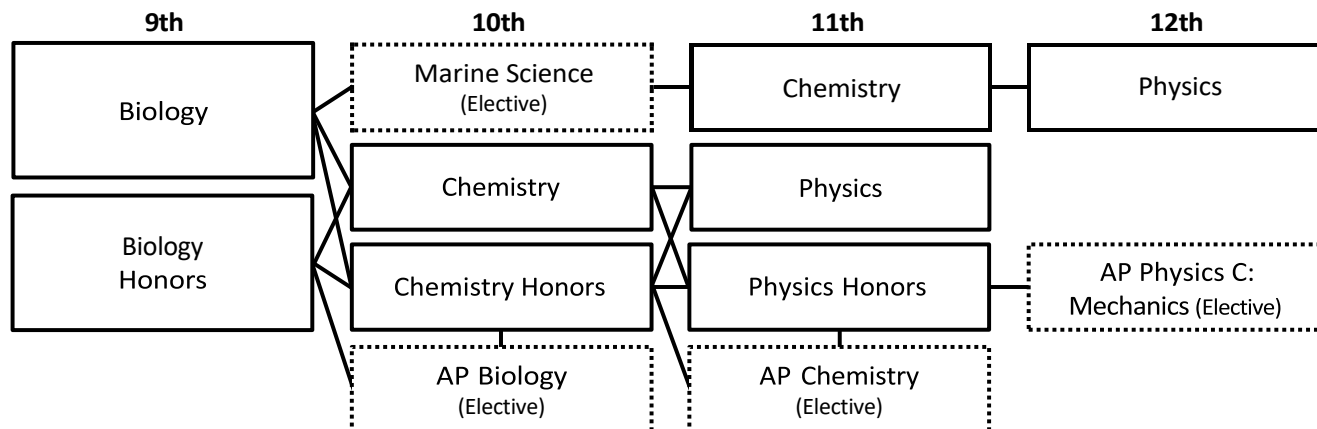 9th
10th
11th
12th
Biology
Marine Science
(Elective)
Chemistry
Physics
Chemistry
Physics
Biology
Honors
Chemistry Honors
Physics Honors
AP Physics C:
Mechanics (Elective)
AP Biology
(Elective)
AP Chemistry
(Elective)